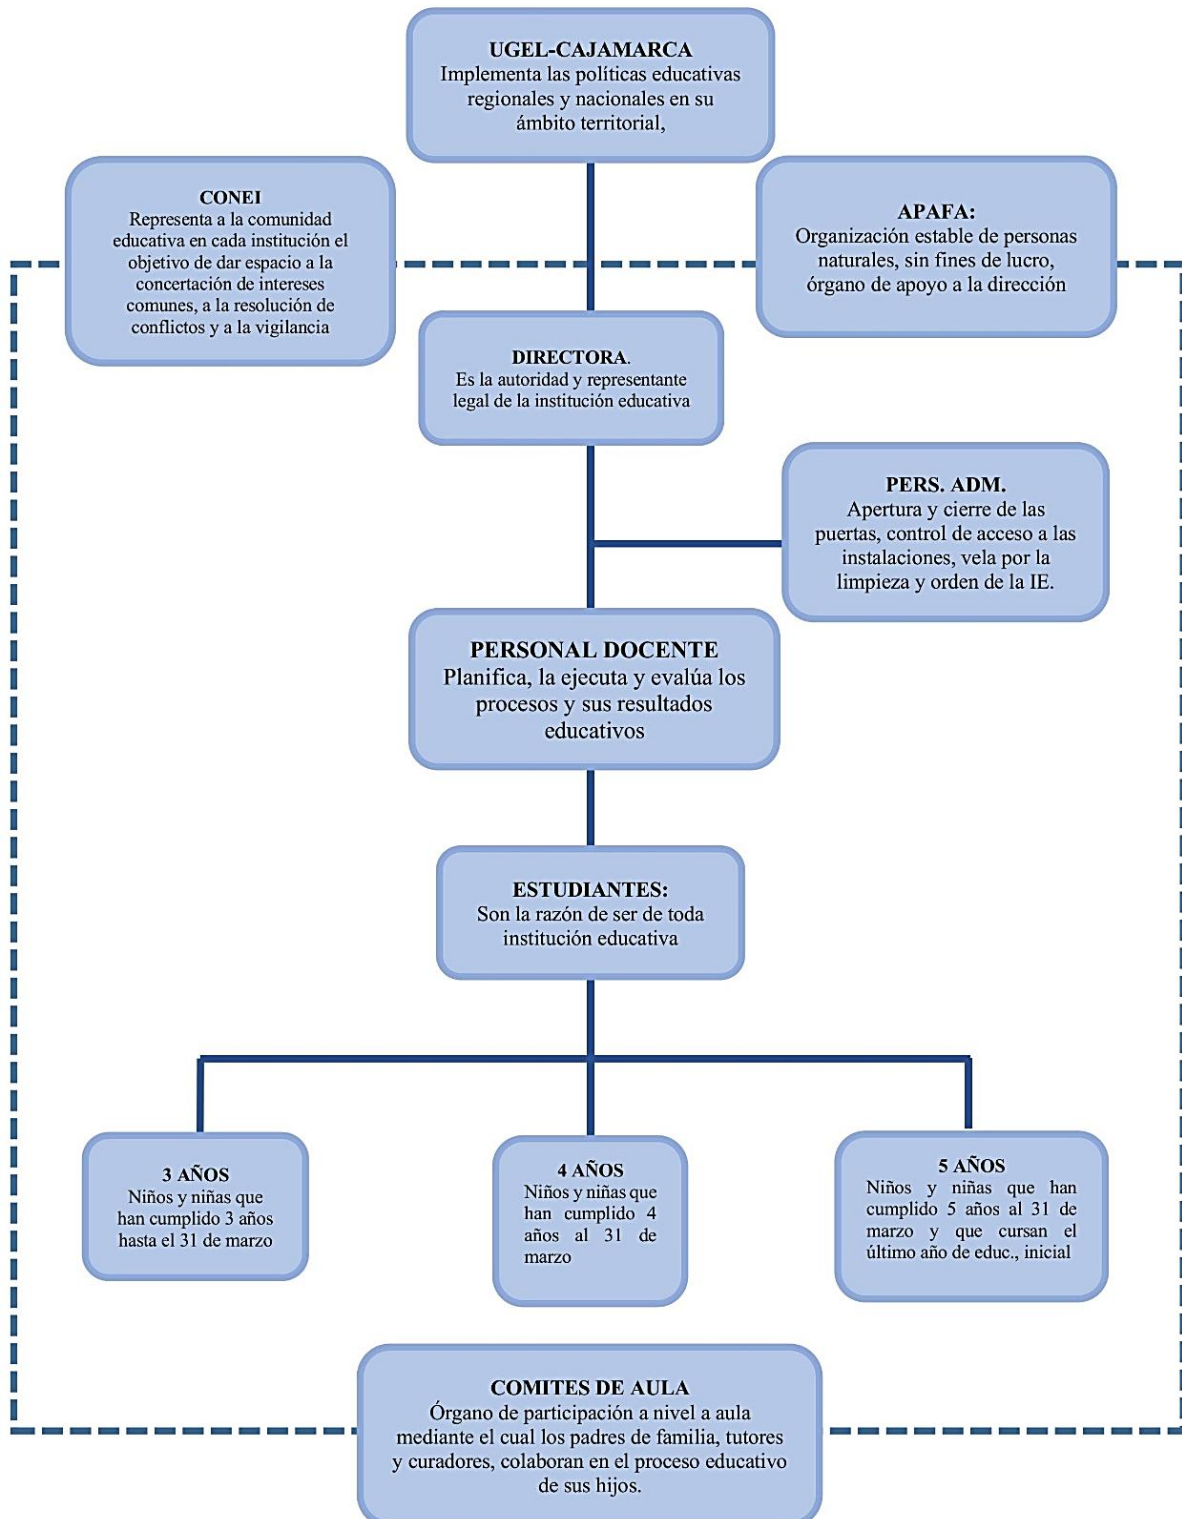 UGEL-CAJAMARCA
Implementa las políticas educativas
regionales y nacionales en su
ámbito territorial,
CONEI
Representa a la comunidad
educativa en cada institución el
objetivo de dar espacio a la
concertación de intereses
comunes, a la resolución de
conflictos y a la vigilancia
APAFA:
Organización estable de personas
naturales, sin fines de lucro,
órgano de apoyo a la dirección
DIRECTORA.
Es la autoridad y representante
legal de la institución educativa
PERS. ADM.
Apertura y cierre de las
puertas, control de acceso a las
instalaciones, vela por la
limpieza y orden de la IE.
PERSONAL DOCENTE
Planifica, la ejecuta y evalúa los
procesos y sus resultados
educativos
ESTUDIANTES:
Son la razón de ser de toda
institución educativa
3 AÑOS
Niños y niñas que
han cumplido 3 años
hasta el 31 de marzo
4 AÑOS
Niños y niñas que
han cumplido 4
años al 31 de
marzo
5 AÑOS
Niños y niñas que han
cumplido 5 años al 31 de
marzo y que cursan el
último año de educ., inicial
COMITES DE AULA
Órgano de participación a nivel a aula
mediante el cual los padres de familia, tutores
y curadores, colaboran en el proceso educativo
de sus hijos.